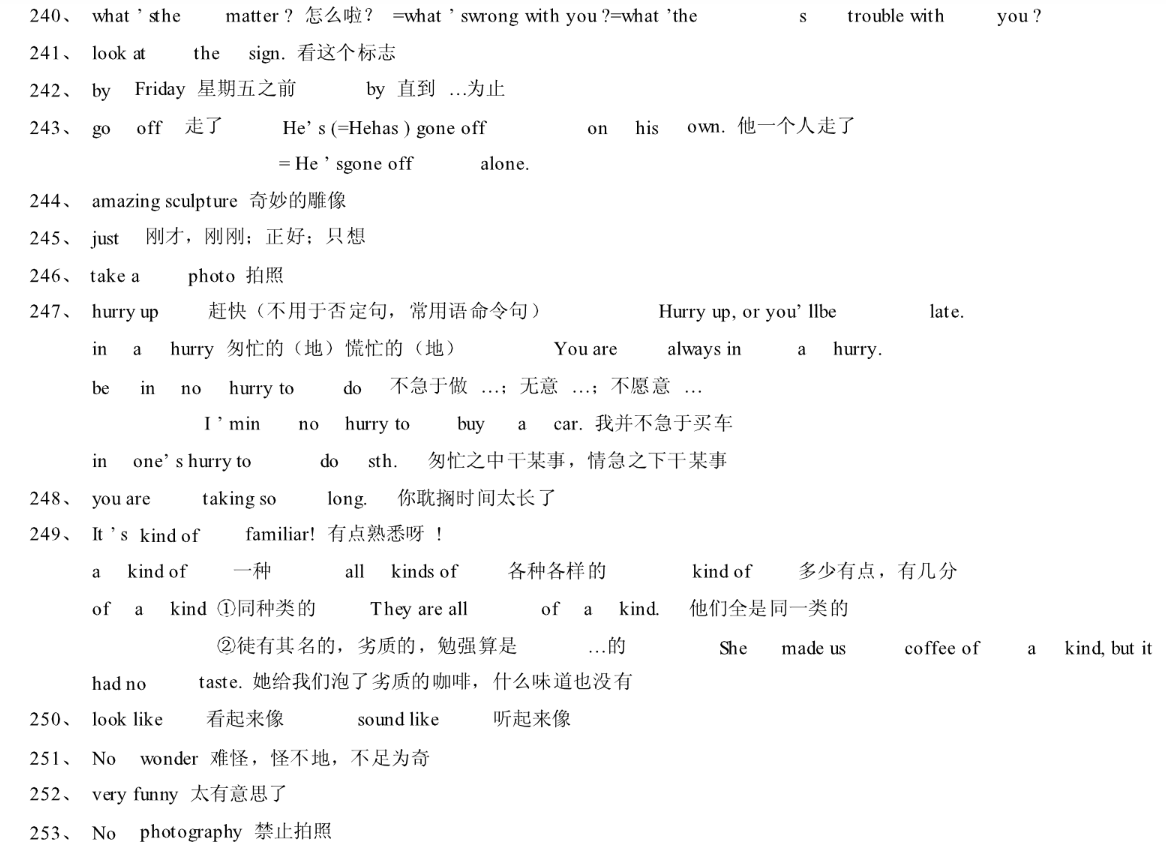 240、 what ’ sthe matter ? 怎么啦? =what ’ swrong with you ?=what ’the s trouble with you ?
241、 look at the sign. 看这个标志
242、 by Friday 星期五之前 by 直到 …为止
243、 go off 走了 He’ s (=Hehas ) gone off on his own. 他一个人走了
= He ’ sgone off alone.
244、 amazing sculpture 奇妙的雕像
245、 just 刚才，刚刚；正好；只想
246、 take a photo 拍照
247、 hurry up 赶快（不用于否定句，常用语命令句） Hurry up, or you’ llbe late.
in a hurry 匆忙的（地）慌忙的（地） You are always in a hurry.
be in no hurry to do 不急于做 …；无意 …；不愿意 …
I ’ min no hurry to buy a car. 我并不急于买车
in one’ s hurry to do sth. 匆忙之中干某事，情急之下干某事
248、 you are taking so long. 你耽搁时间太长了
249、 It ’ s kind of familiar! 有点熟悉呀 !
a kind of 一种 all kinds of 各种各样的 kind of 多少有点，有几分
of a kind ①同种类的 They are all of a kind. 他们全是同一类的
②徒有其名的，劣质的，勉强算是 …的 She made us coffee of a kind, but it
had no taste. 她给我们泡了劣质的咖啡，什么味道也没有
250、 look like 看起来像 sound like 听起来像
251、 No wonder 难怪，怪不地，不足为奇
252、 very funny 太有意思了
253、 No photography 禁止拍照